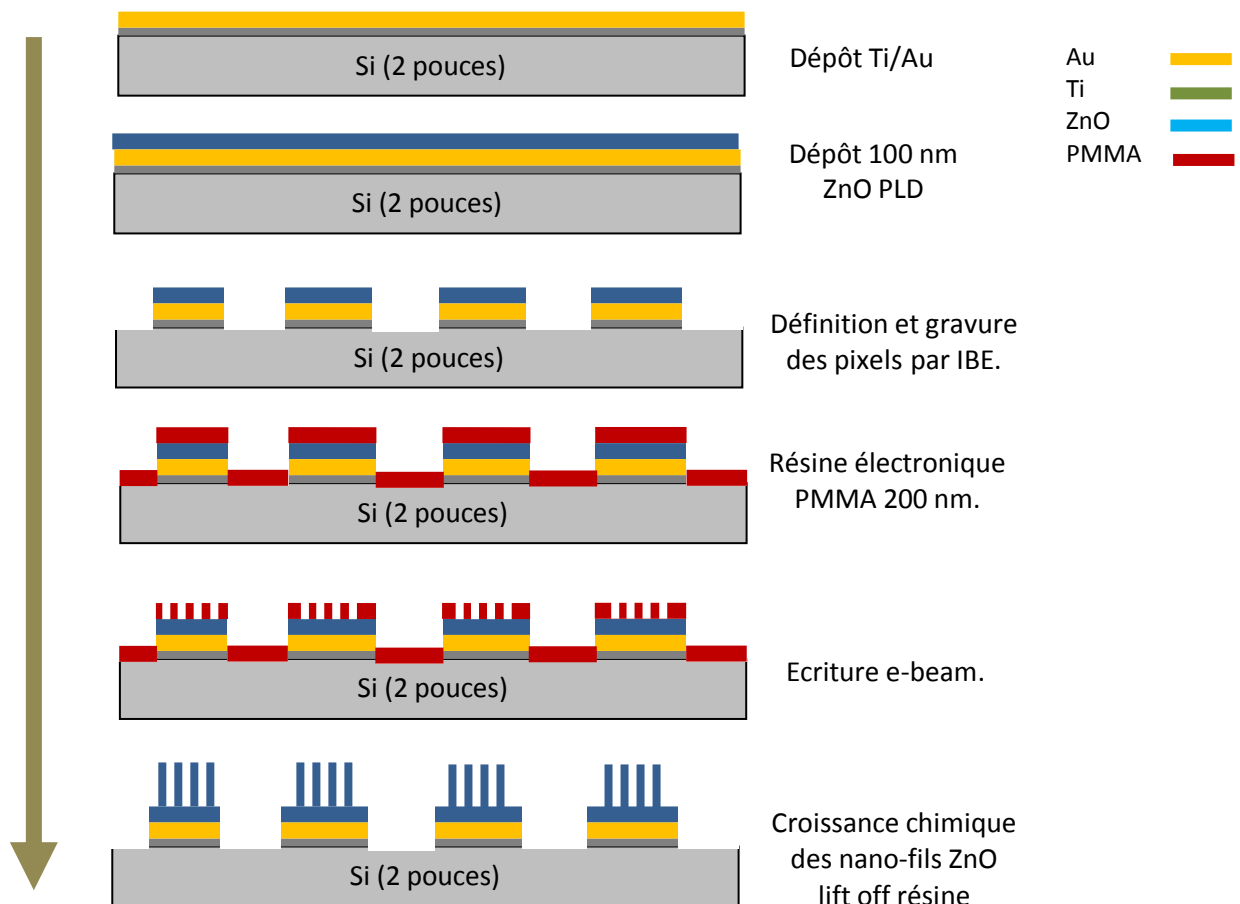 Si (2 pouces)
Dépôt Ti/Au
Au
Ti
ZnO
PMMA
Si (2 pouces)
Dépôt 100 nm
ZnO PLD
Si (2 pouces)
Définition et gravure
des pixels par IBE.
Si (2 pouces)
Résine électronique
PMMA 200 nm.
Si (2 pouces)
Ecriture e-beam.
Si (2 pouces)
Croissance chimique
des nano-fils ZnO
lift off résine